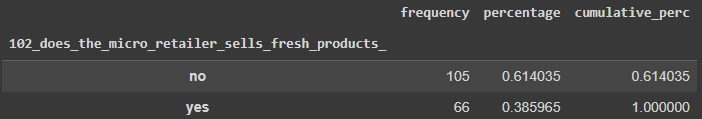 frequency percentage cumulative_perc
102_does_the_micro_retailer_sells_fresh_products_
no 105 0.614035 0.614035
yes 66 0.385965 1.000000